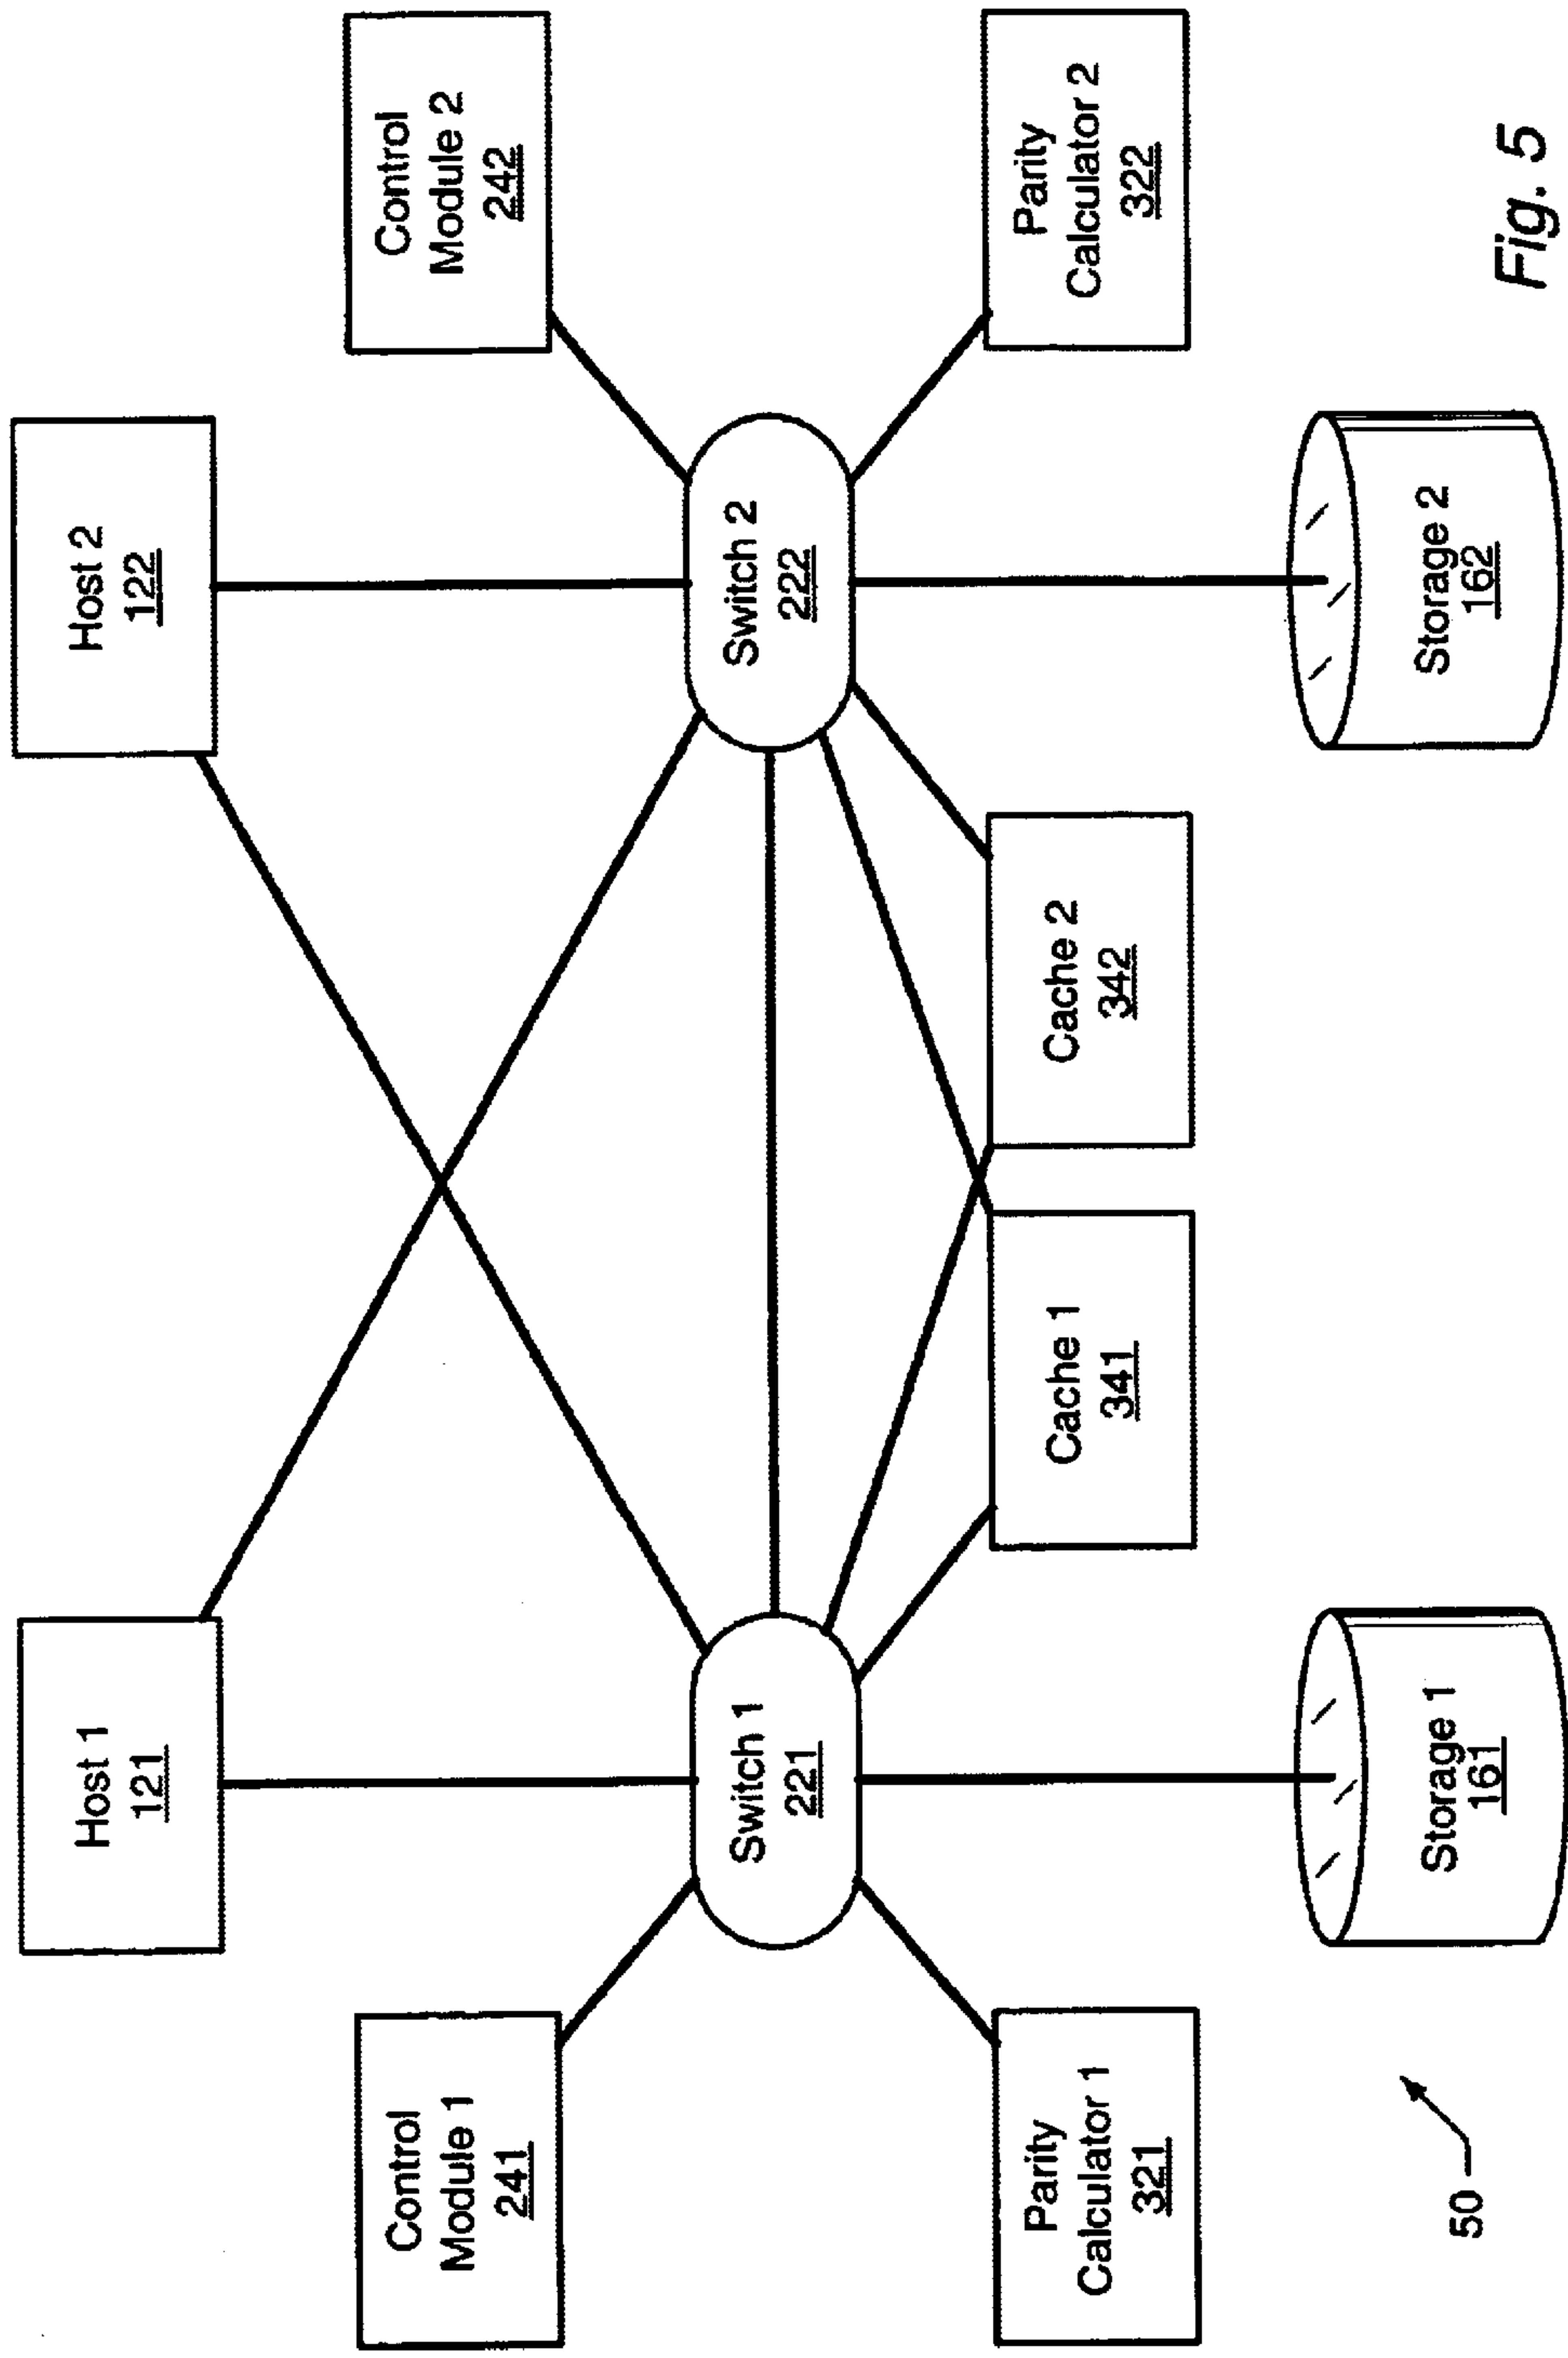 Host 1
121
Host 2
122
Control
Module 1
241
Control
Module 2
242
Switch 1
221
Switch 2
222
Parity
Calculator 1
321
Cache 1
341
Cache 2
342
Parity
Calculator 2
322
Storage 1
161
Storage 2
162
50
Fig. 5